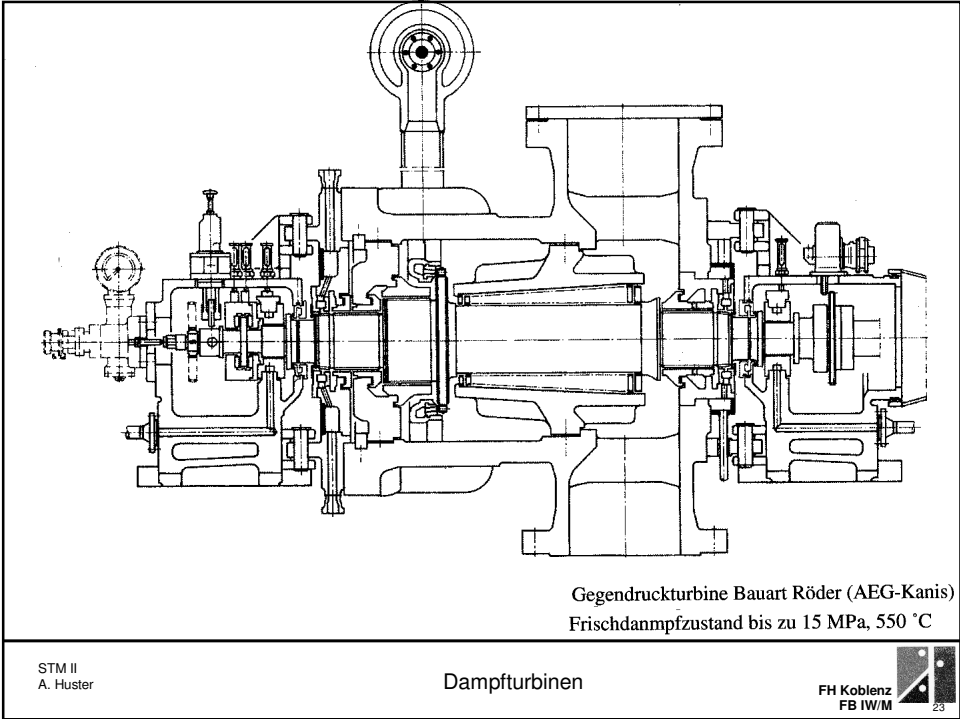 Gegendruckturbine Bauart Röder (AEG-Kanis)
Frischdanmpfzustand bis zu 15 MPa, 550 °C
STM II
A. Huster
Dampfturbinen
FH Koblenz
FB IW/M
23